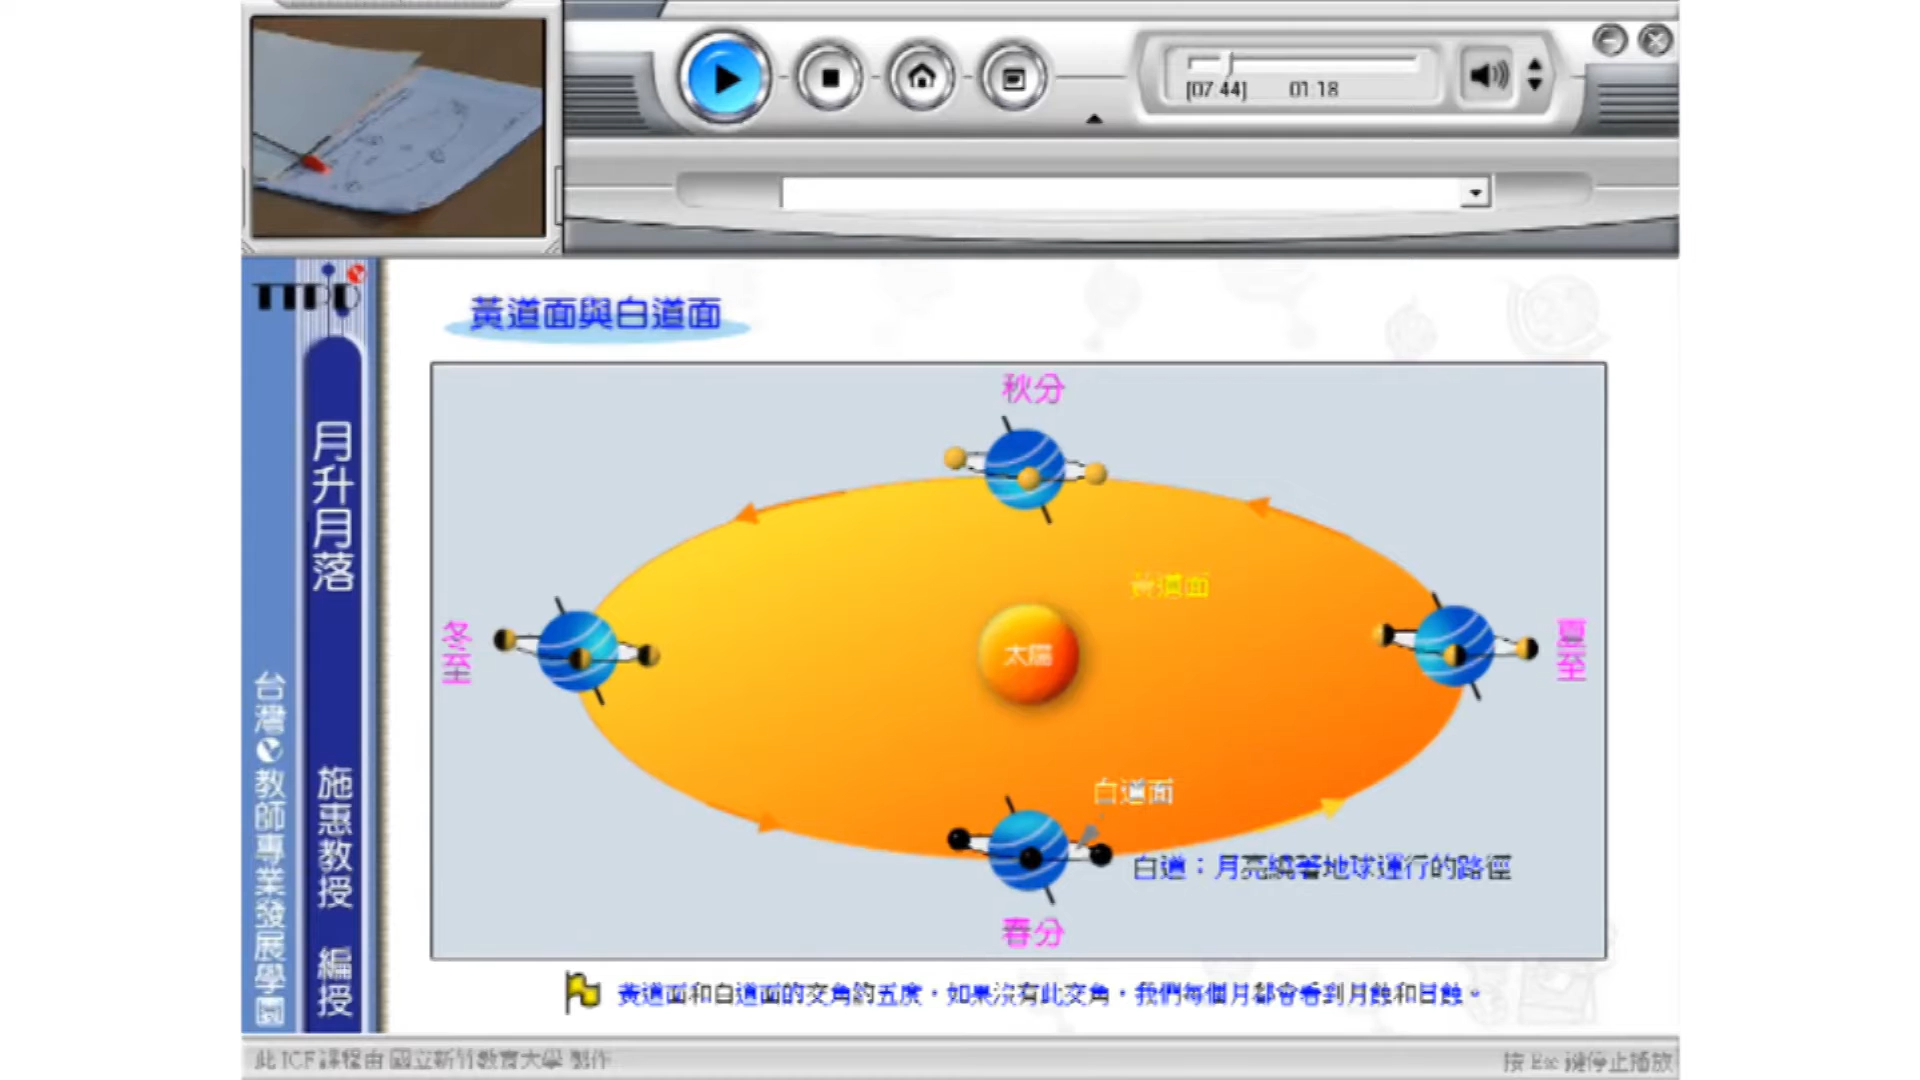 [07 44] 01 18
TTPD
黃道面與白道面
秋分
黃道面
月升月落
冬至
太陽
夏至
白道面
白道：月亮繞著地球運行的路徑
春分
施惠教授 編授
台灣教師專業發展學園
黃道面和白道面的交角約五度，如果沒有此交角，我們每個月都會看到月蝕和日蝕。
此 ICF 課程由 國立新竹教育大學 製作
按 Esc 鍵停止播放